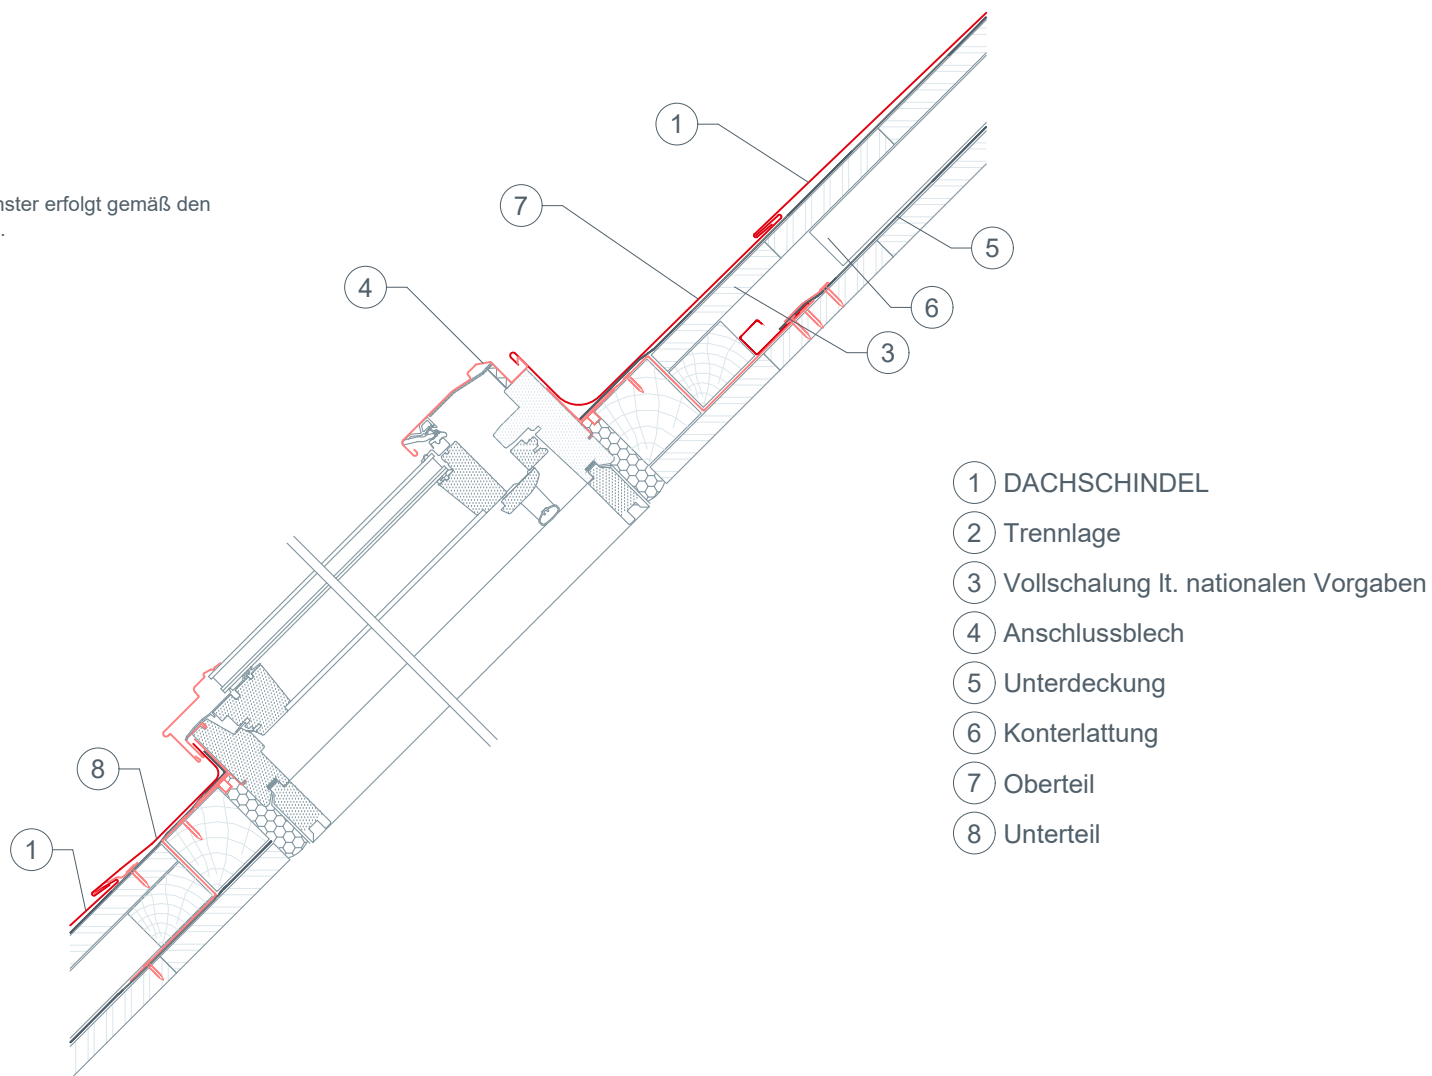 nster erfolgt gemäß den
.
1
7
4
5
6
3
8
1
1 DACHSCHINDEL
2 Trennlage
3 Vollschalung lt. nationalen Vorgaben
4 Anschlussblech
5 Unterdeckung
6 Konterlattung
7 Oberteil
8 Unterteil